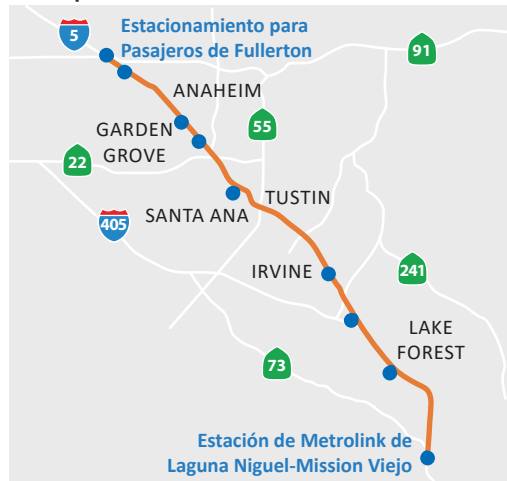 5
Estacionamiento para
Pasajeros de Fullerton
91
ANAHEIM
55
GARDEN
GROVE
22
TUSTIN
SANTA ANA
405
IRVINE
241
LAKE
FOREST
73
Estación de Metrolink de
Laguna Niguel-Mission Viejo